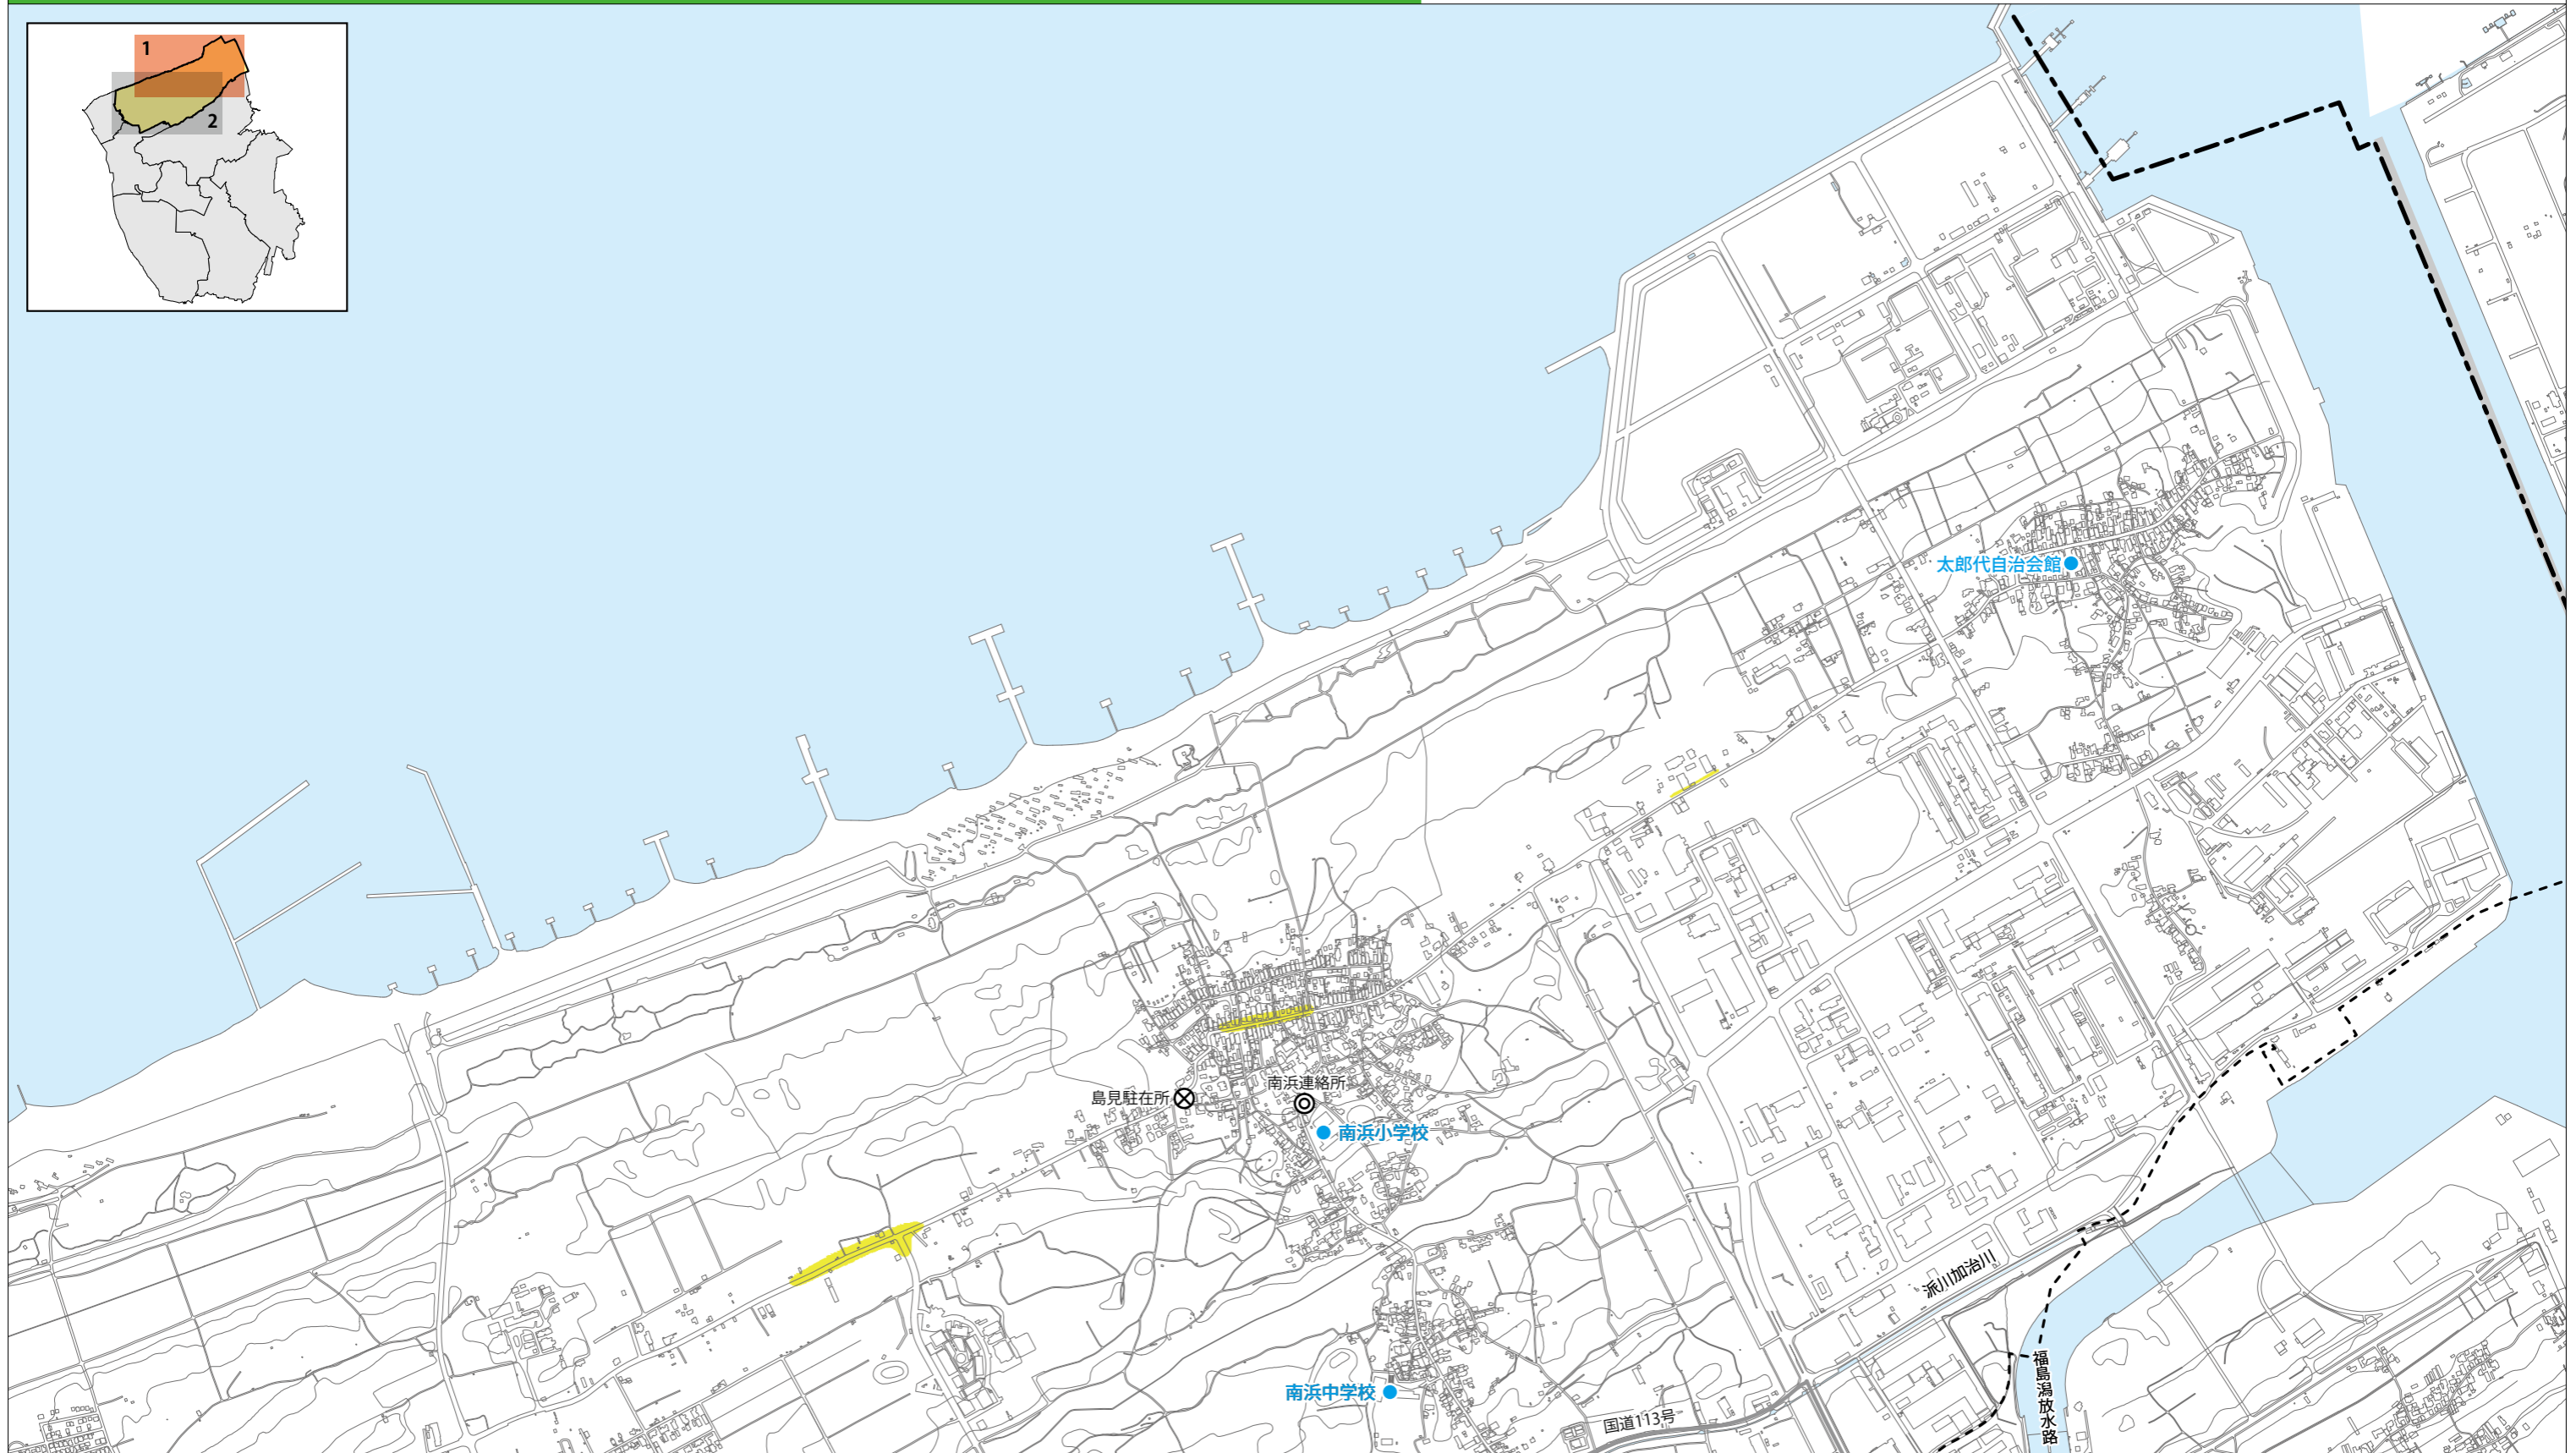 1
2
太郎代自治会館
南浜連絡所
島見駐在所
南浜小学校
派川加治川
福島潟放水路
南浜中学校
国道113号